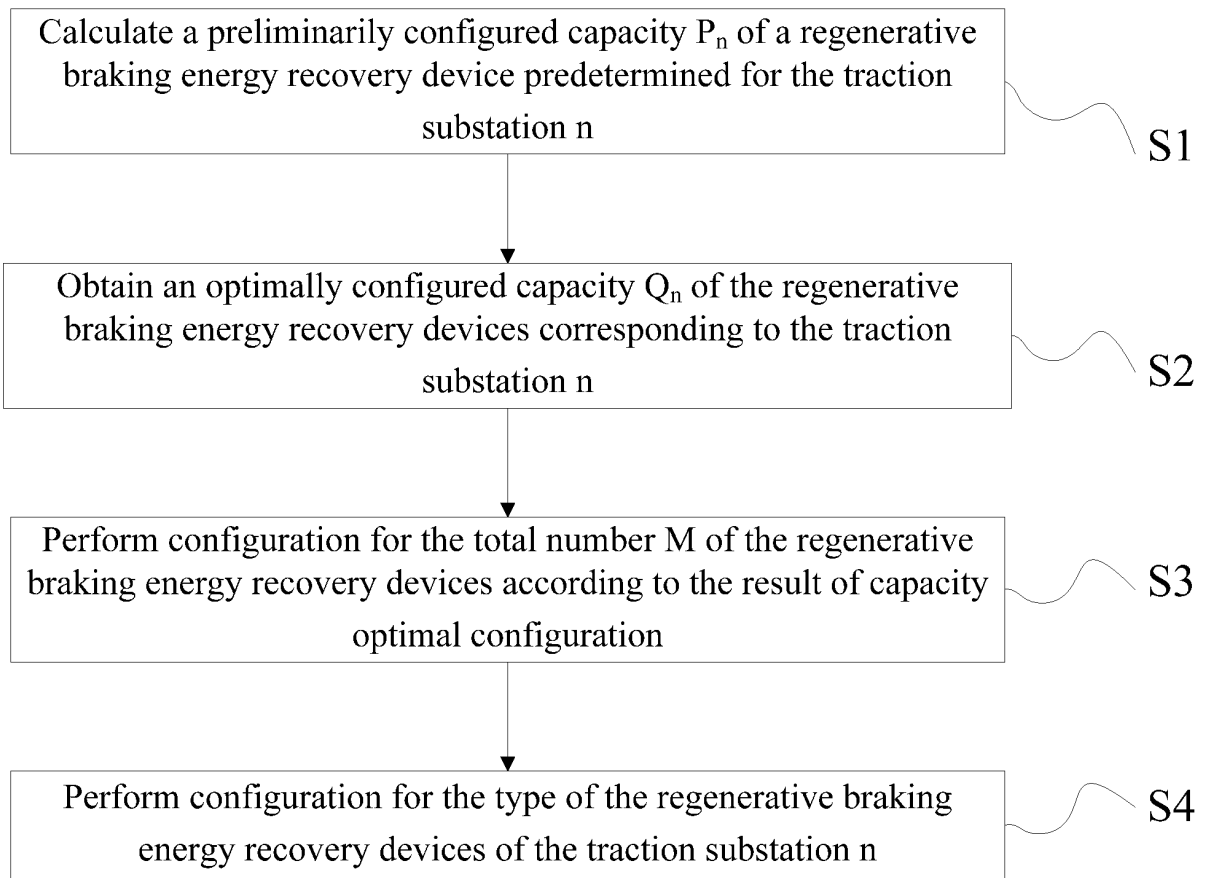 Calculate a preliminarily configured capacity Pn of a regenerative
braking energy recovery device predetermined for the traction
substation n
S1
Obtain an optimally configured capacity Qn of the regenerative
braking energy recovery devices corresponding to the traction
substation n
S2
Perform configuration for the total number M of the regenerative
braking energy recovery devices according to the result of capacity
optimal configuration
S3
Perform configuration for the type of the regenerative braking
energy recovery devices of the traction substation n
S4